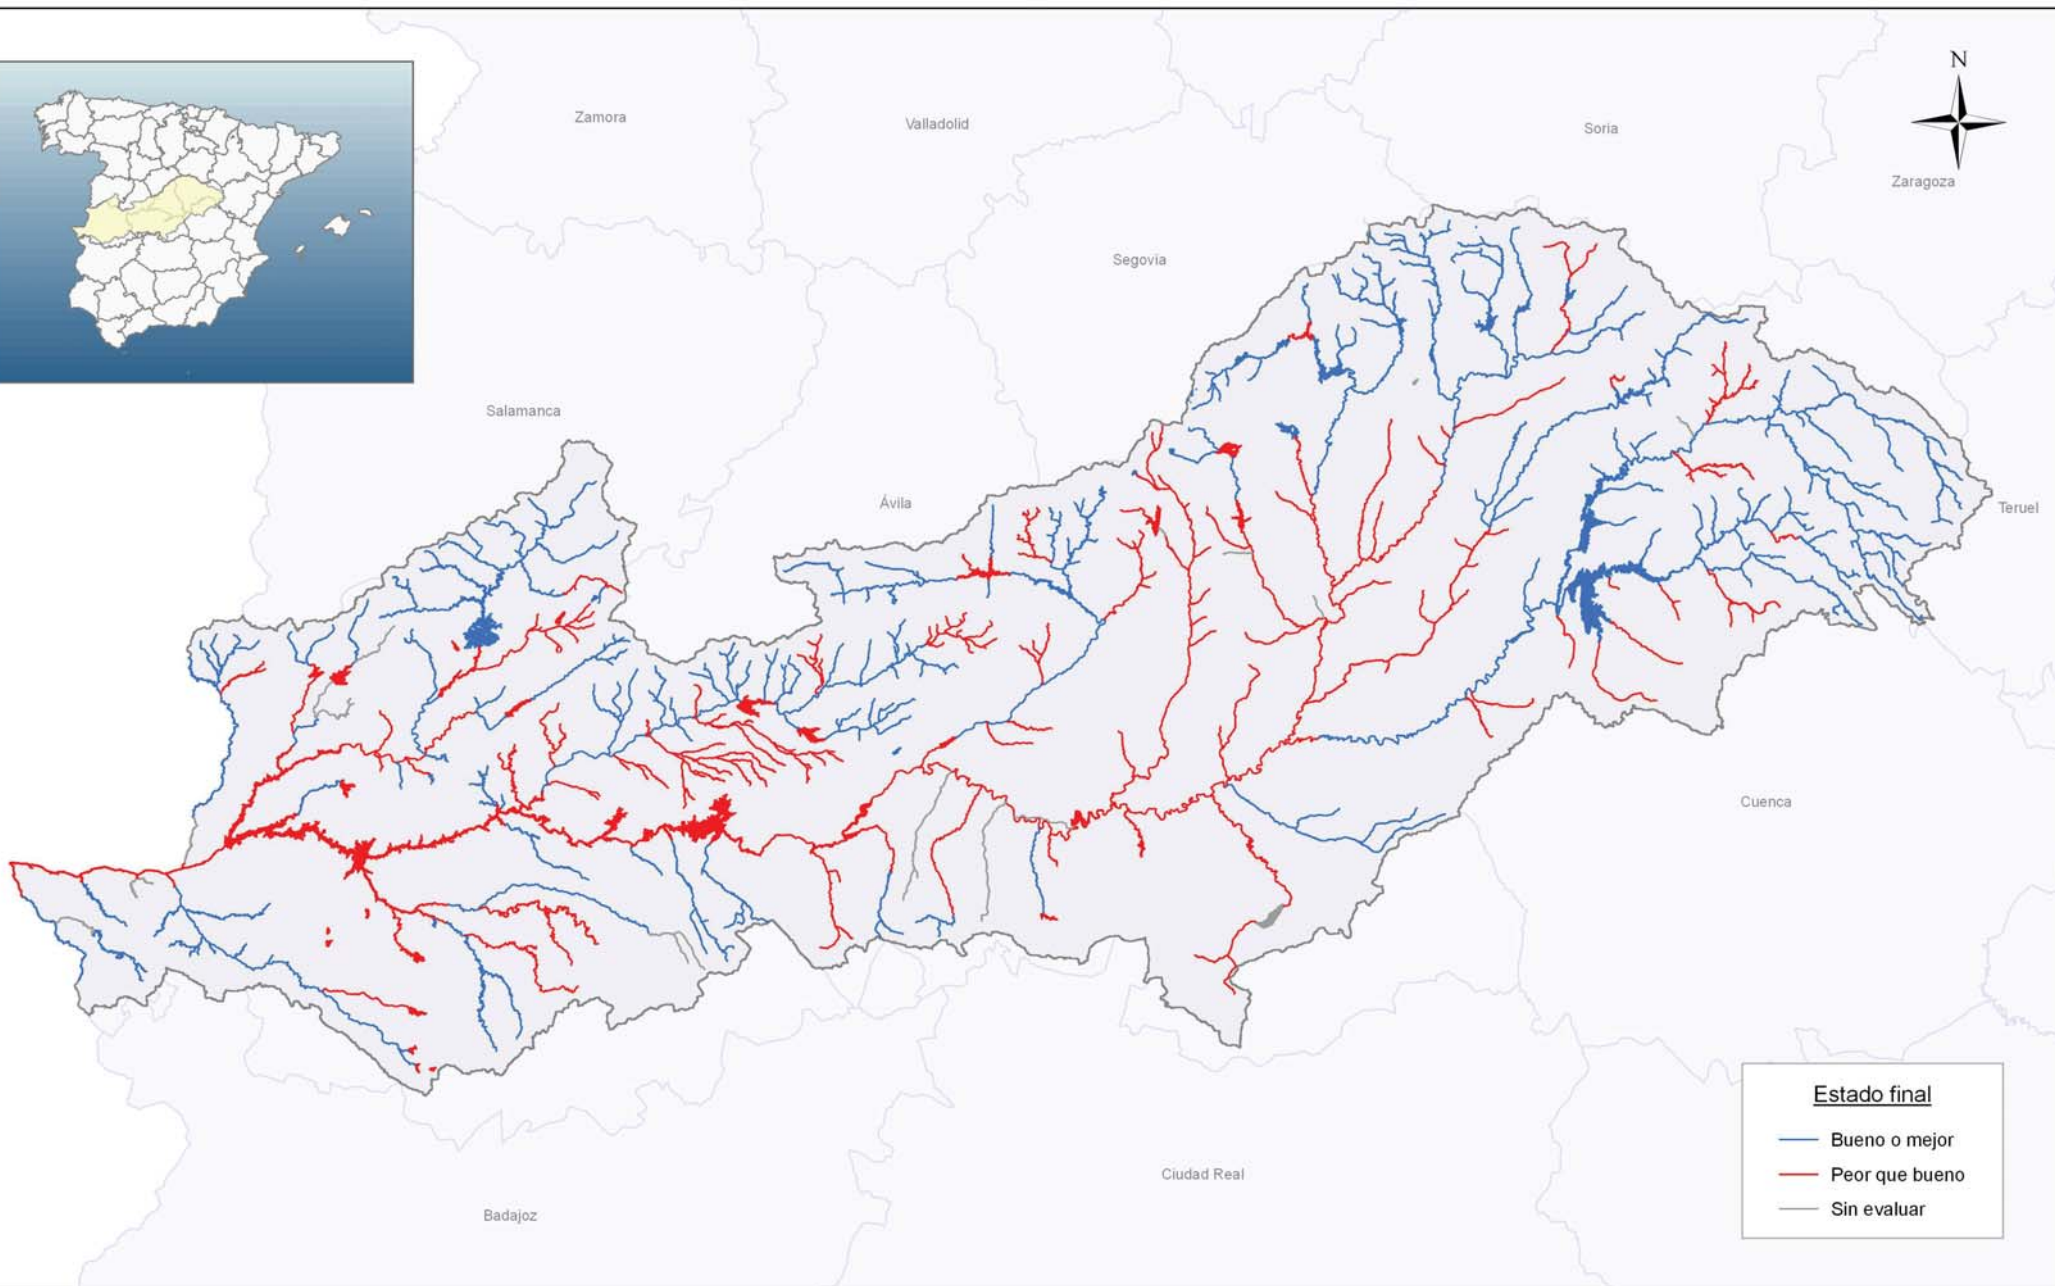 N
Zamora
Valladolid
Soria
Zaragoza
Segovia
Salamanca
Ávila
Teruel
Cuenca
Ciudad Real
Badajoz
Estado final
Bueno o mejor
Peor que bueno
Sin evaluar